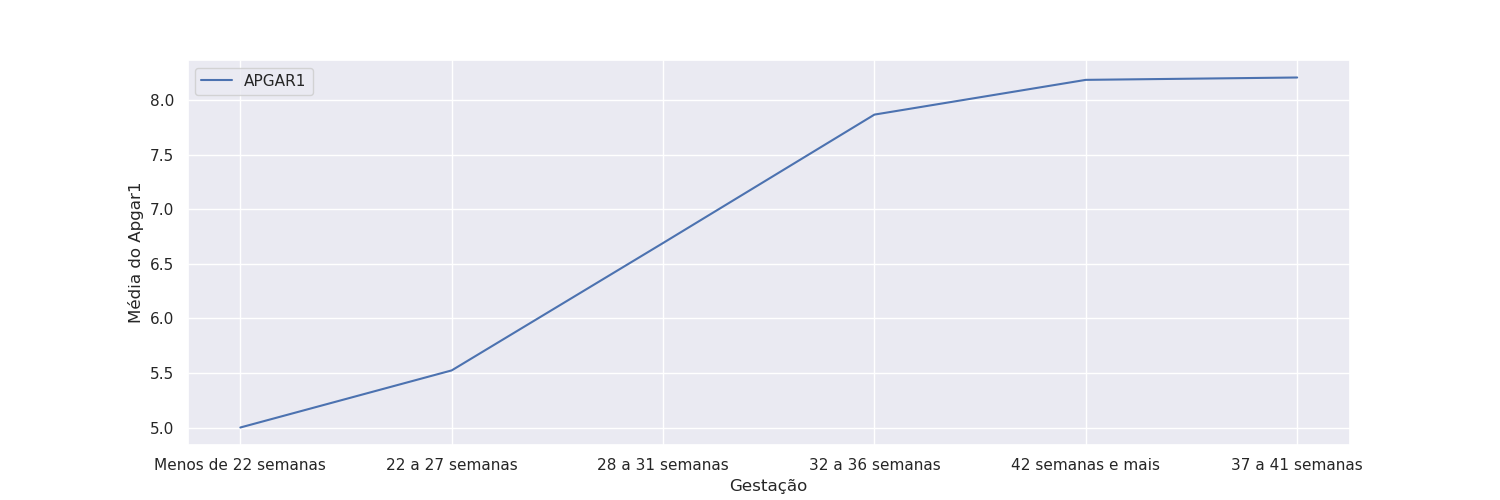 APGAR1
Média do Apgar1
8.0
7.5
7.0
6.5
6.0
5.5
5.0
Menos de 22 semanas
22 a 27 semanas
28 a 31 semanas
32 a 36 semanas
42 semanas e mais
37 a 41 semanas
Gestação